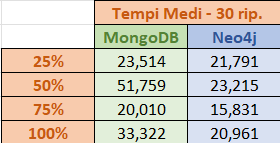 Tempi Medi - 30 rip.
MongoDB Neo4j
25% 23,514 21,791
50% 51,759 23,215
75% 20,010 15,831
100% 33,322 20,961